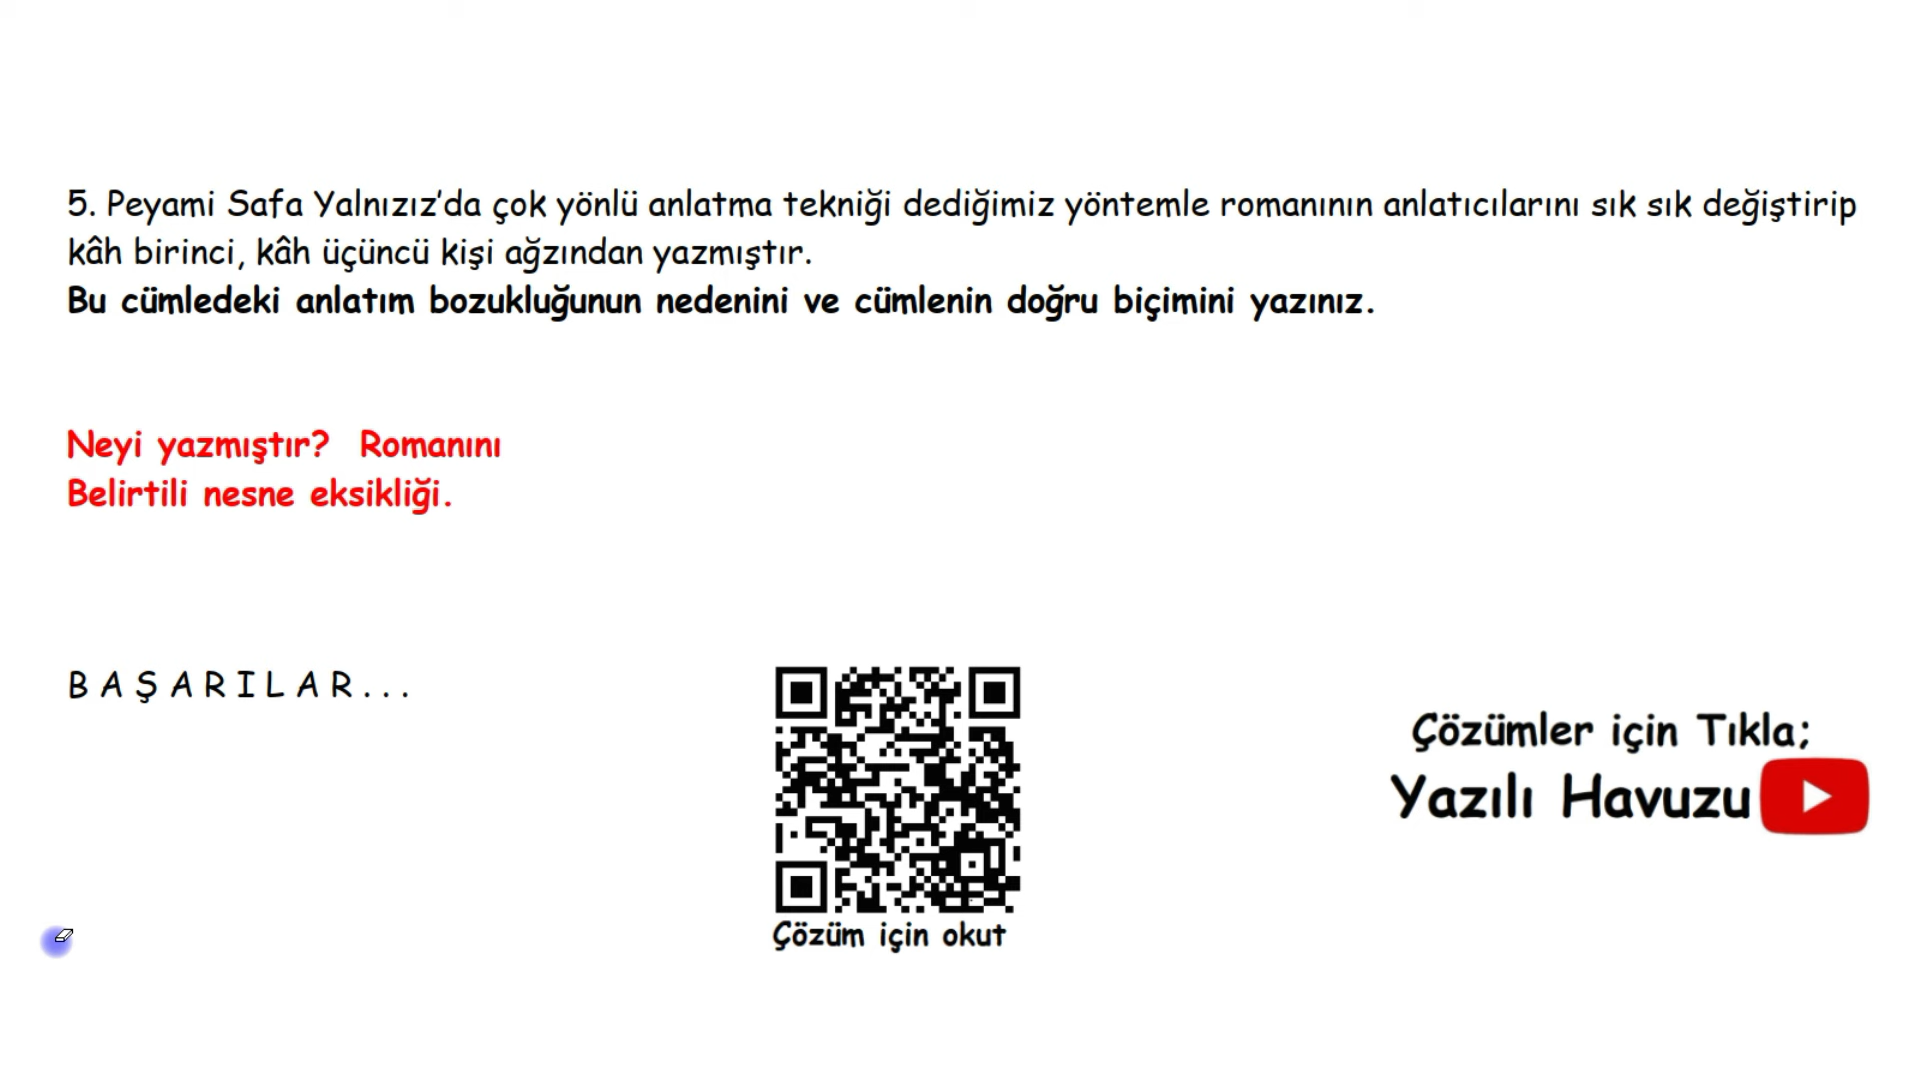 5. Peyami Safa Yalnızız’da çok yönlü anlatma tekniği dediğimiz yöntemle romanının anlatıcılarını sık sık değiştirip
kâh birinci, kâh üçüncü kişi ağzından yazmıştır.
Bu cümledeki anlatım bozukluğunun nedenini ve cümlenin doğru biçimini yazınız.
Neyi yazmıştır? Romanını
Belirtili nesne eksikliği.
B A Ş A R I L A R . . .
Çözümler için Tıkla;
Yazılı Havuzu
Çözüm için okut